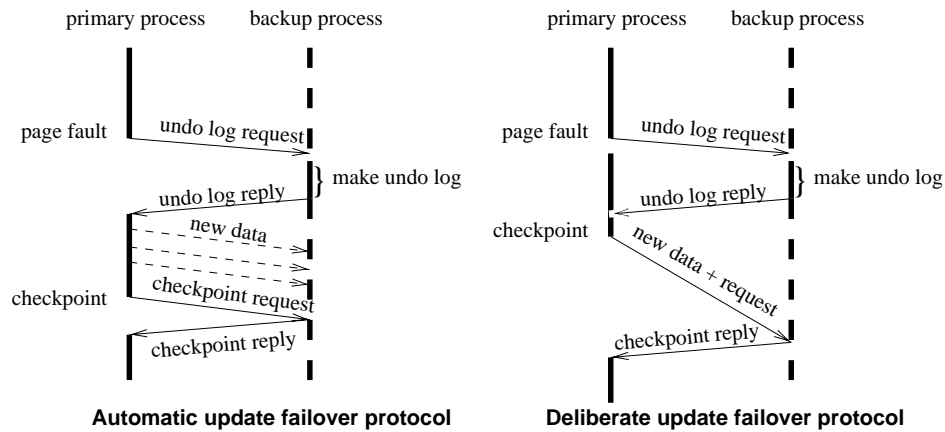 primary process
backup process
page fault
undo log request
make undo log
undo log reply
new data
checkpoint
checkpoint request
checkpoint reply
Automatic update failover protocol
primary process
backup process
page fault
undo log request
make undo log
undo log reply
checkpoint
new data + request
checkpoint reply
Deliberate update failover protocol